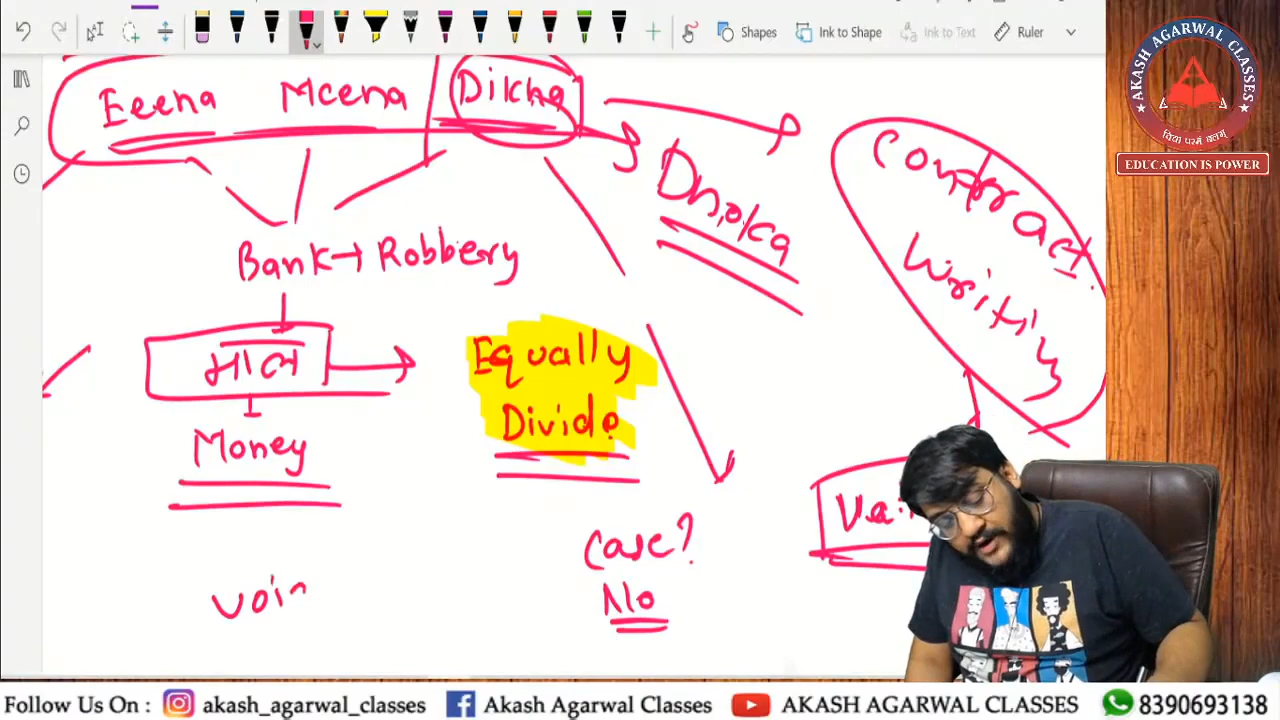 Shapes
Ink to Shape
Ink to Text
Ruler
AKASH AGARWAL CLASSES
विद्या परमं बलम्
EDUCATION IS POWER
Eeena Meena Dikha
Dhoka
Contract
Writing
Bank → Robbery
माल
Equally
Divide
Money
Case?
No
Follow Us On : akash_agarwal_classes Akash Agarwal Classes AKASH AGARWAL CLASSES 8390693138